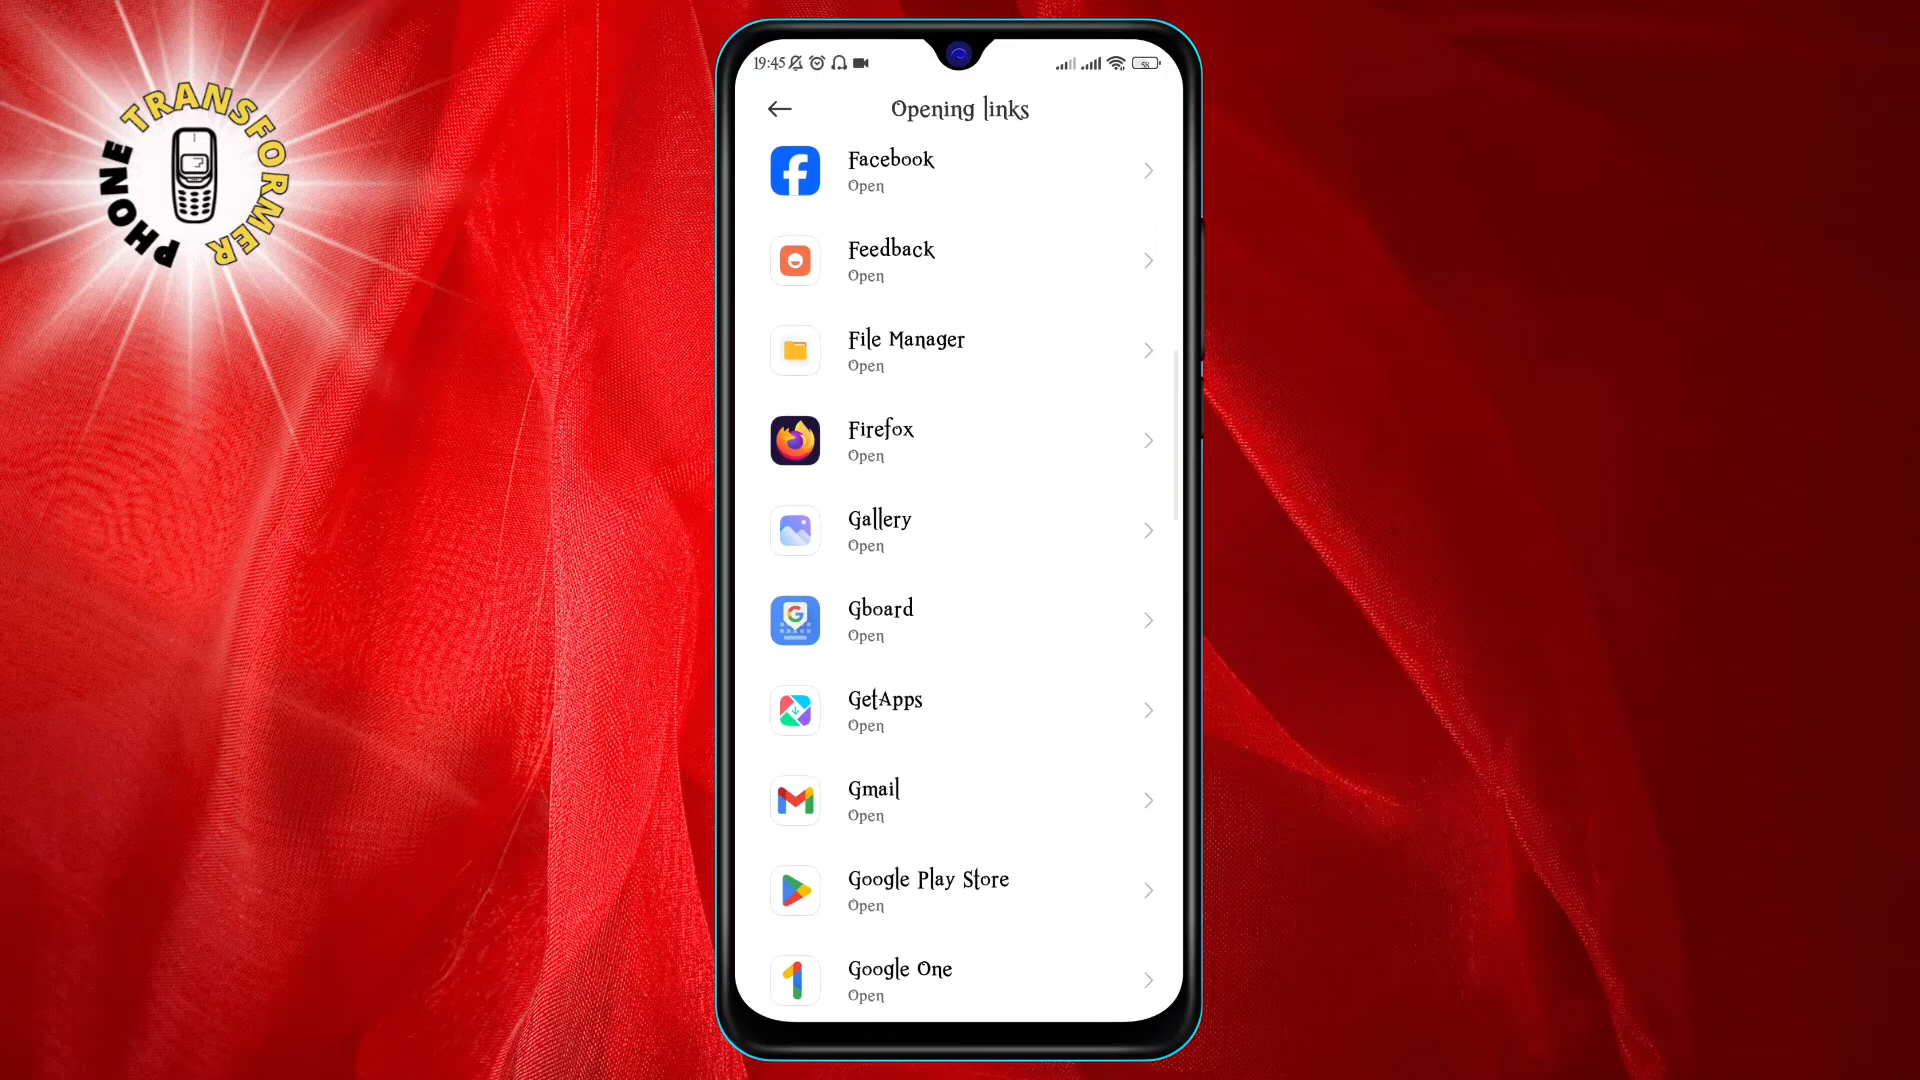 PHONE TRANSFORMER
19:45
58
Opening links
Facebook
Open
Feedback
Open
File Manager
Open
Firefox
Open
Gallery
Open
Gboard
Open
GetApps
Open
Gmail
Open
Google Play Store
Open
Google One
Open